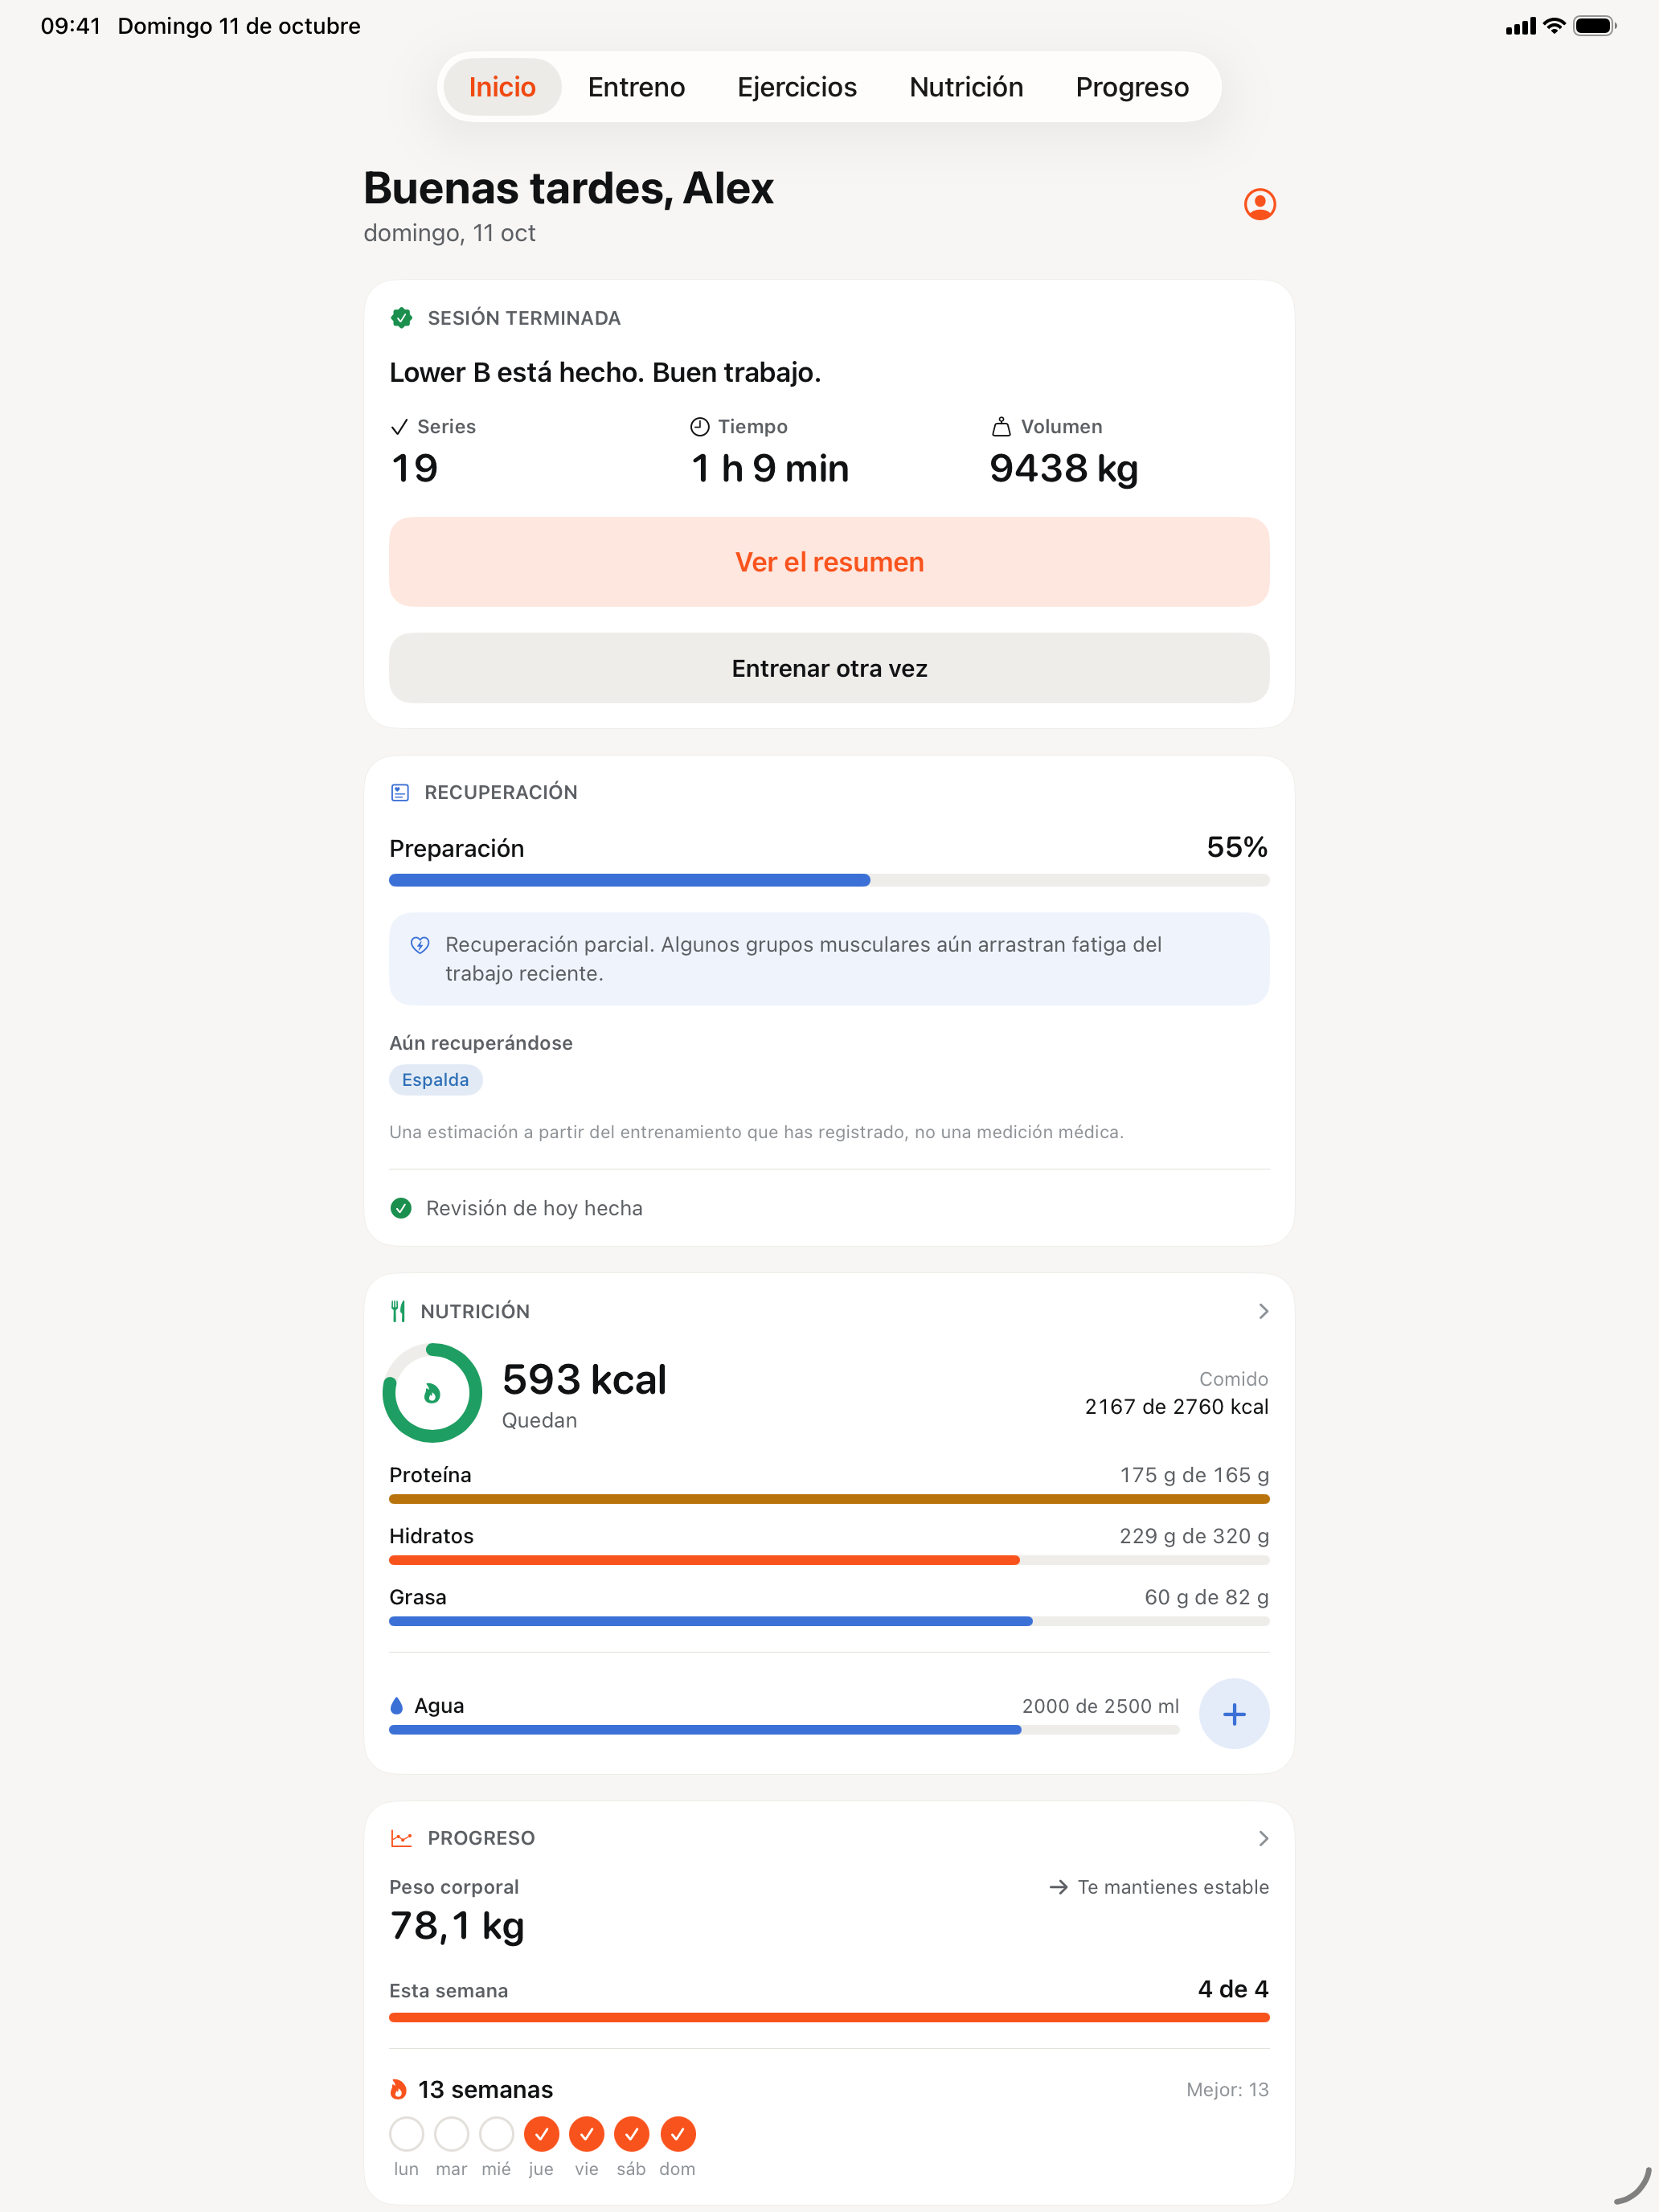 09:41 Domingo 11 de octubre
Inicio Entreno Ejercicios Nutrición Progreso
Buenas tardes, Alex
domingo, 11 oct
SESIÓN TERMINADA
Lower B está hecho. Buen trabajo.
Series Tiempo Volumen
19 1 h 9 min 9438 kg
Ver el resumen
Entrenar otra vez
RECUPERACIÓN
Preparación 55%
Recuperación parcial. Algunos grupos musculares aún arrastran fatiga del
trabajo reciente.
Aún recuperándose
Espalda
Una estimación a partir del entrenamiento que has registrado, no una medición médica.
Revisión de hoy hecha
NUTRICIÓN
593 kcal
Quedan
Comido
2167 de 2760 kcal
Proteína 175 g de 165 g
Hidratos 229 g de 320 g
Grasa 60 g de 82 g
Agua 2000 de 2500 ml
PROGRESO
Peso corporal Te mantienes estable
78,1 kg
Esta semana 4 de 4
13 semanas Mejor: 13
lun mar mié jue vie sáb dom